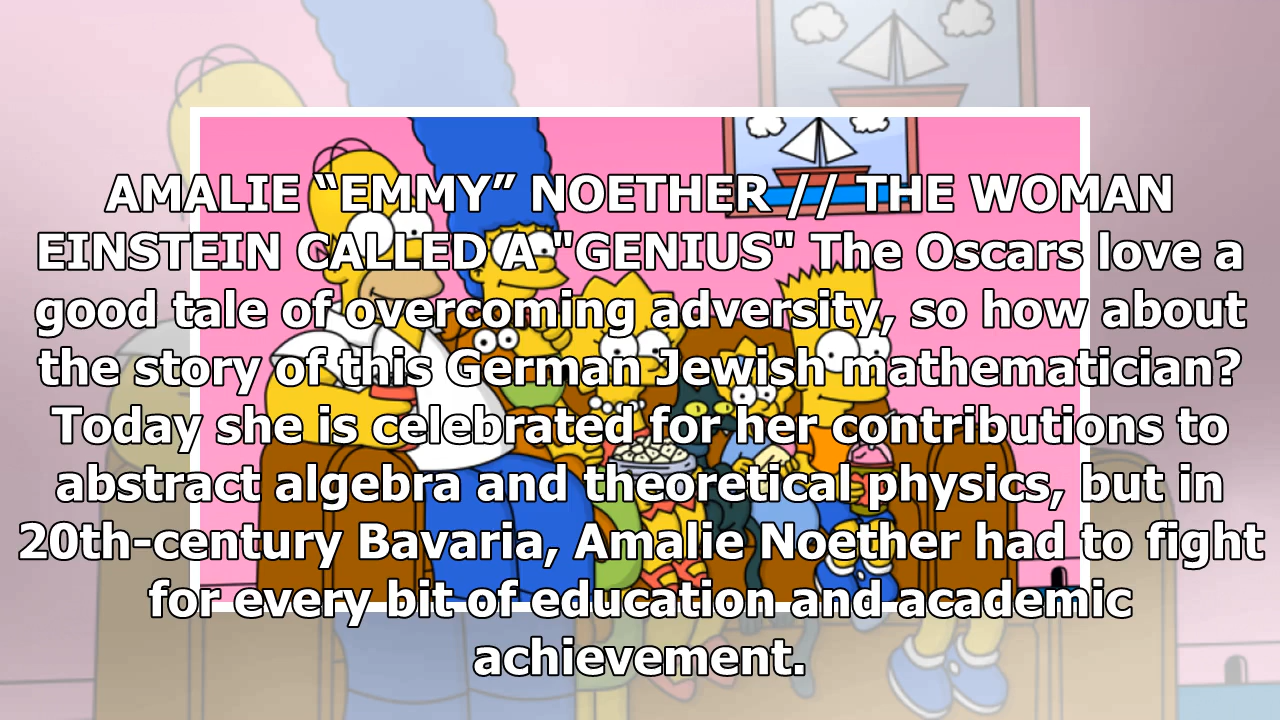 AMALIE “EMMY” NOETHER // THE WOMAN
EINSTEIN CALLED A "GENIUS" The Oscars love a
good tale of overcoming adversity, so how about
the story of this German Jewish mathematician?
Today she is celebrated for her contributions to
abstract algebra and theoretical physics, but in
20th-century Bavaria, Amalie Noether had to fight
for every bit of education and academic
achievement.